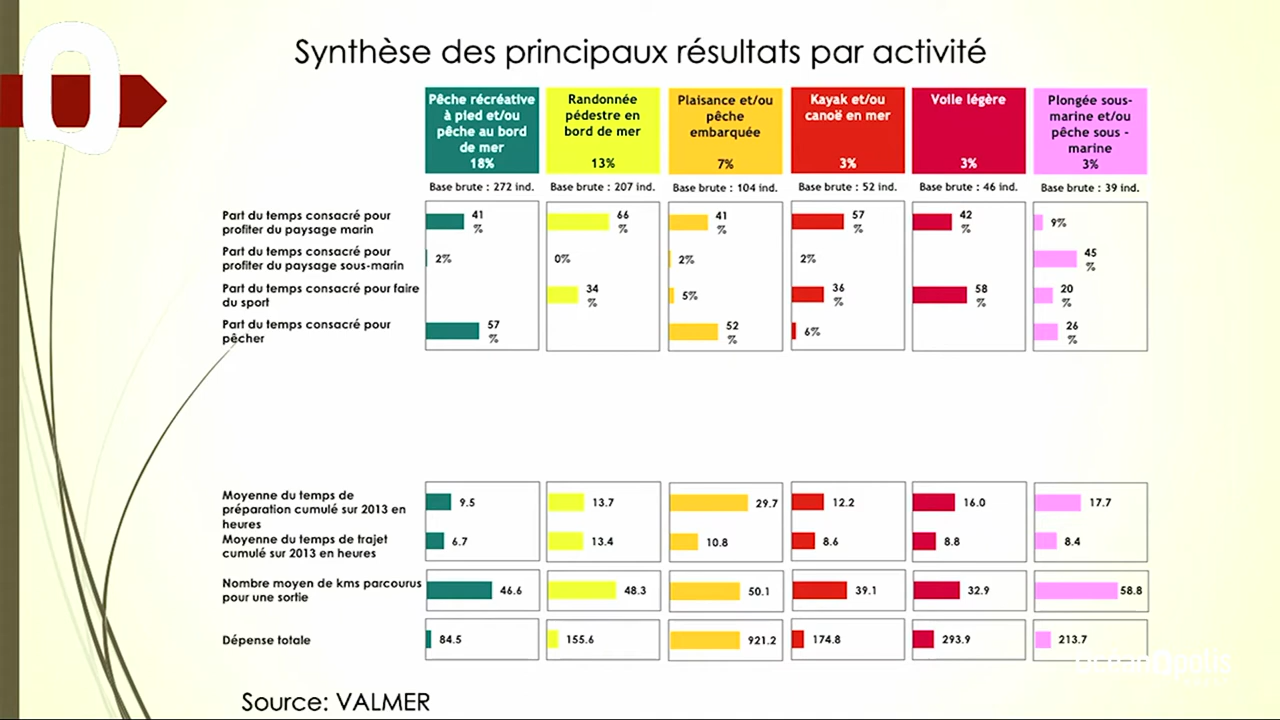 Synthèse des principaux résultats par activité
Pêche récréative
à pied et/ou
pêche au bord
de mer
18%
Randonnée
pédestre en
bord de mer
13%
Plaisance et/ou
pêche
embarquée
7%
Kayak et/ou
canoë en mer
3%
Voile légère
3%
Plongée sous-
marine et/ou
pêche sous -
marine
3%
Base brute : 272 ind.
Base brute : 207 ind.
Base brute : 104 ind.
Base brute : 52 ind.
Base brute : 46 ind.
Base brute : 39 ind.
Part du temps consacré pour
profiter du paysage marin
41
%
66
%
41
%
57
%
42
%
9%
Part du temps consacré pour
profiter du paysage sous-marin
2%
0%
2%
2%
45
%
Part du temps consacré pour faire
du sport
34
%
5%
36
%
58
%
20
%
Part du temps consacré pour
pêcher
57
%
52
%
6%
26
%
Moyenne du temps de
préparation cumulé sur 2013 en
heures
9.5
13.7
29.7
12.2
16.0
17.7
Moyenne du temps de trajet
cumulé sur 2013 en heures
6.7
13.4
10.8
8.6
8.8
8.4
Nombre moyen de kms parcourus
pour une sortie
46.6
48.3
50.1
39.1
32.9
58.8
Dépense totale
84.5
155.6
921.2
174.8
293.9
213.7
Source: VALMER